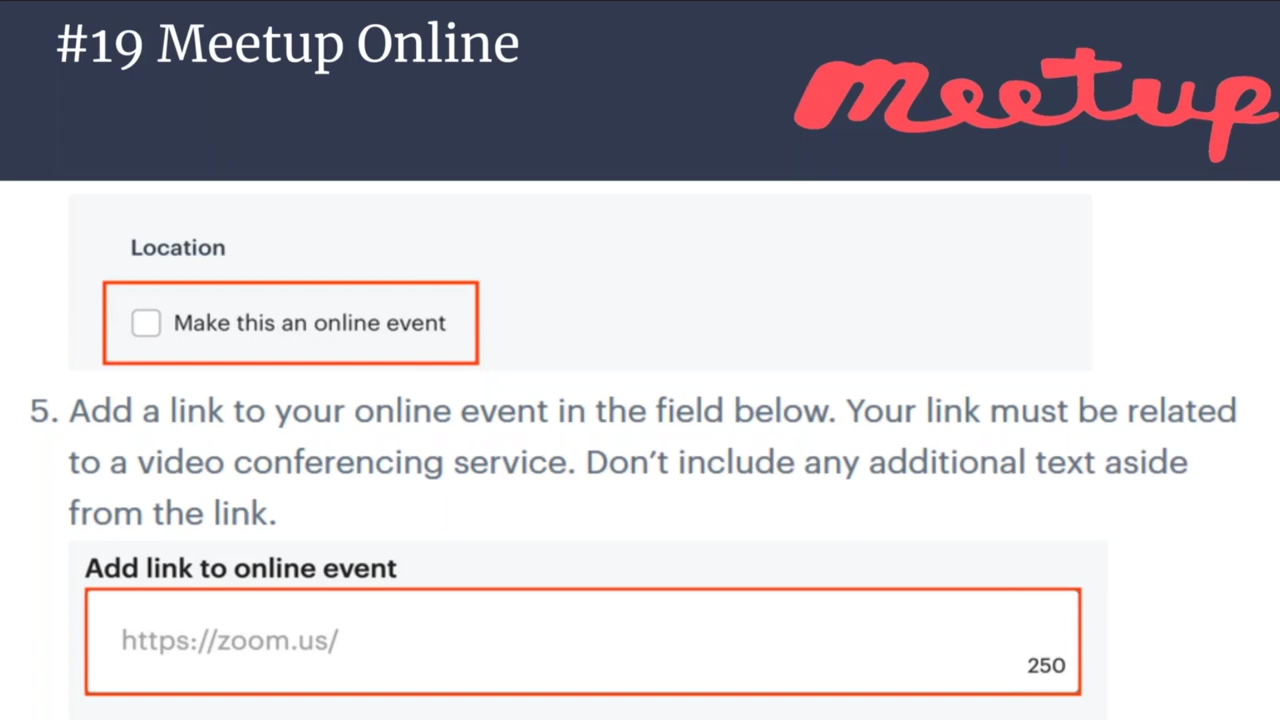 #19 Meetup Online
meetup
Location
Make this an online event
5. Add a link to your online event in the field below. Your link must be related
to a video conferencing service. Don’t include any additional text aside
from the link.
Add link to online event
https://zoom.us/
250